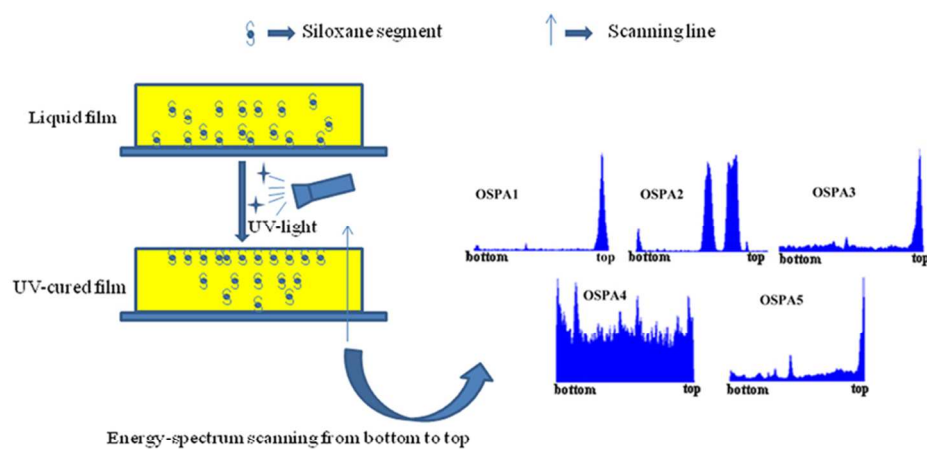 Siloxane segment
Scanning line
Liquid film
UV-light
UV-cured film
Energy-spectrum scanning from bottom to top
OSPA1
bottom top
OSPA2
bottom top
OSPA3
bottom top
OSPA4
bottom top
OSPA5
bottom top